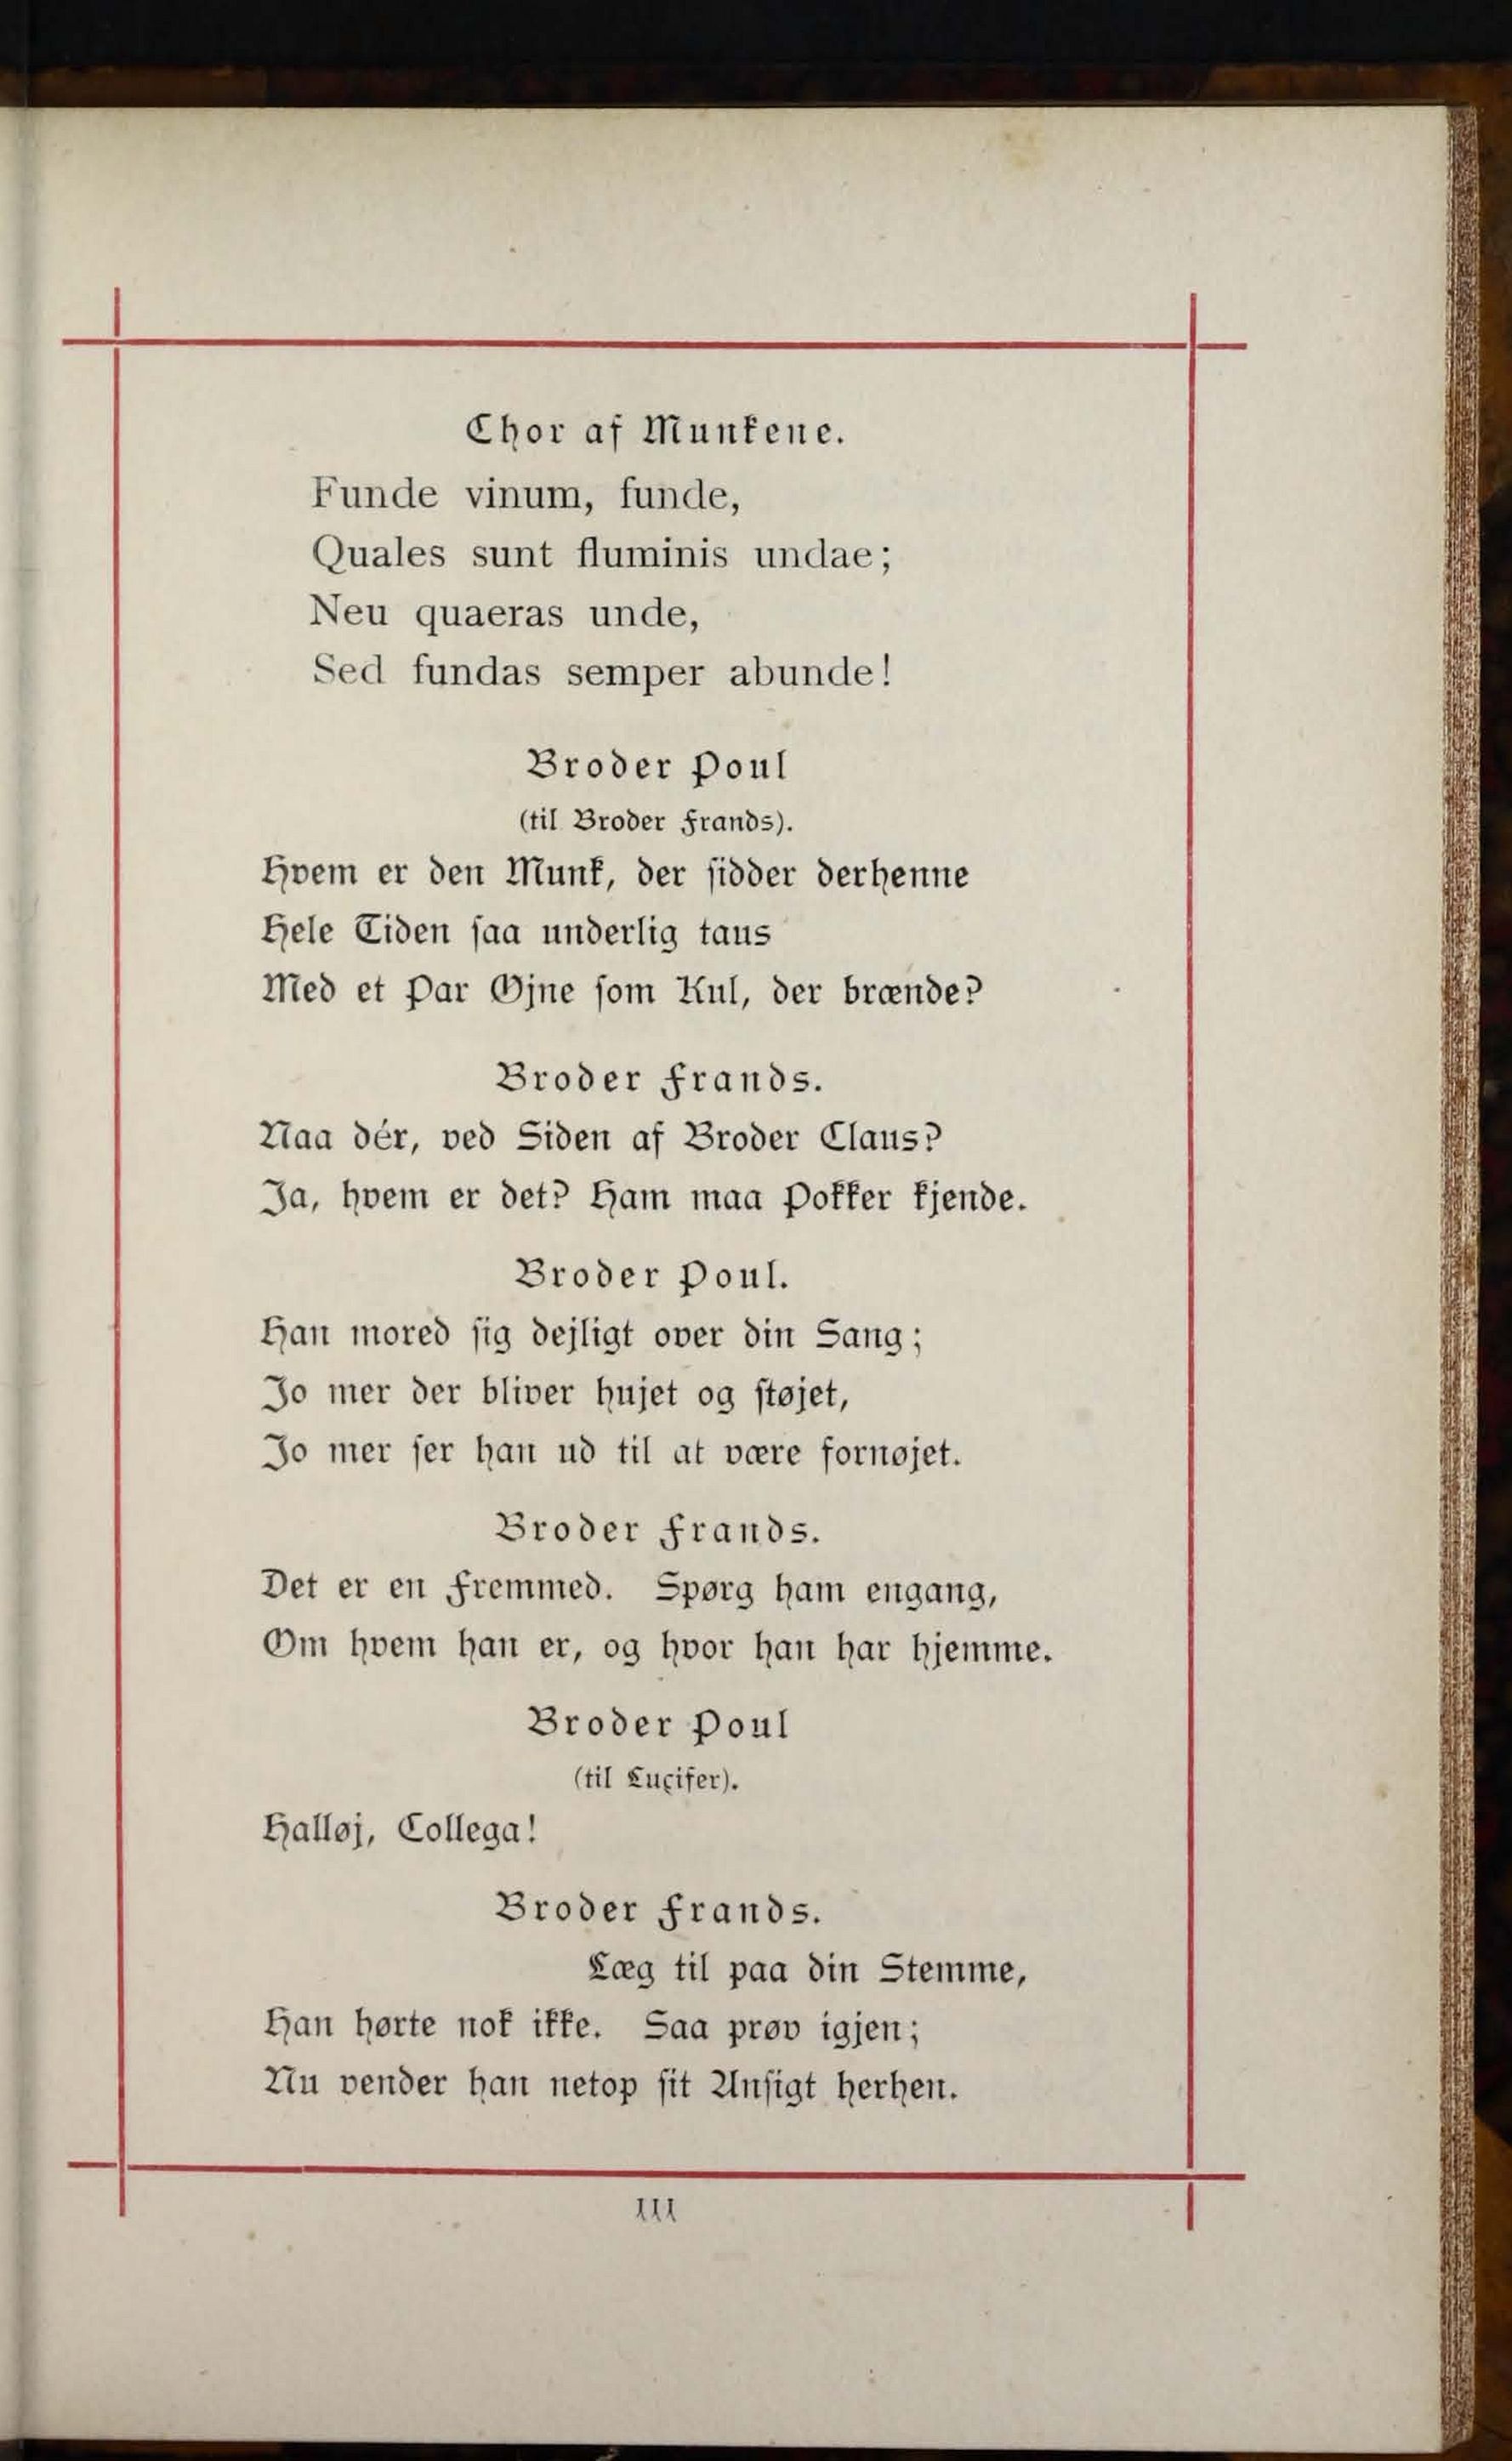 Chor af Munkene.
Funde vinum, funde,
Quales sunt fluminis undae;
Neu quaeras unde,
Sed fundas semper abunde!
Broder Poul
(til Broder Frands).
Hvem er den Munk, der sidder derhenne
Hele Tiden saa underlig taus
Med et Par Øjne som Kul, der brænde?
Broder Frands.
Naa dér, ved Siden af Broder Claus?
Ja, hvem er det? Ham maa Pokker kjende.
Broder Poul.
Han mored sig dejligt over din Sang;
Jo mer der bliver hujet og støjet,
Jo mer ser han ud til at være fornøjet.
Broder Frands.
Det er en Fremmed. Spørg ham engang,
Om hvem han er, og hvor han har hjemme.
Broder Poul
(til Lucifer).
Halløj, Collega!
Broder Frands.
Læg til paa din Stemme,
Han hørte nok ikke. Saa prøv igjen;
Nu vender han netop sit Ansigt herhen.
111